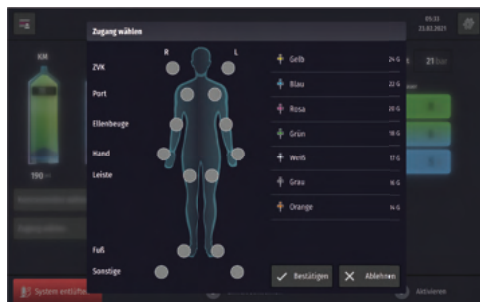 05:33
23.02.2021
Zugang wählen
R L
KM
ZVK
Port
Ellenbeuge
Hand
Leiste
Fuß
Sonstige
Gelb 24 G
Blau 22 G
Rosa 20 G
Grün 18 G
Weiß 17 G
Grau 16 G
Orange 14 G
21 bar
190
Bestätigen
Ablehnen
System entlüften
Aktivieren